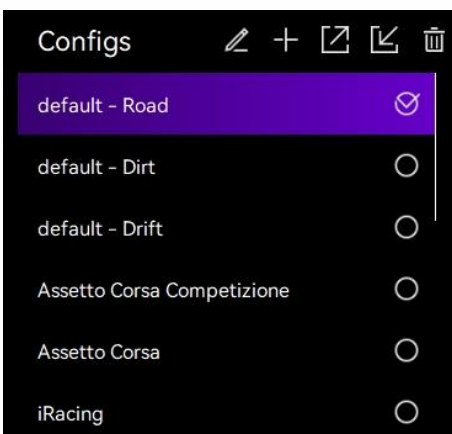 Configs
default - Road
default - Dirt
default - Drift
Assetto Corsa Competizione
Assetto Corsa
iRacing